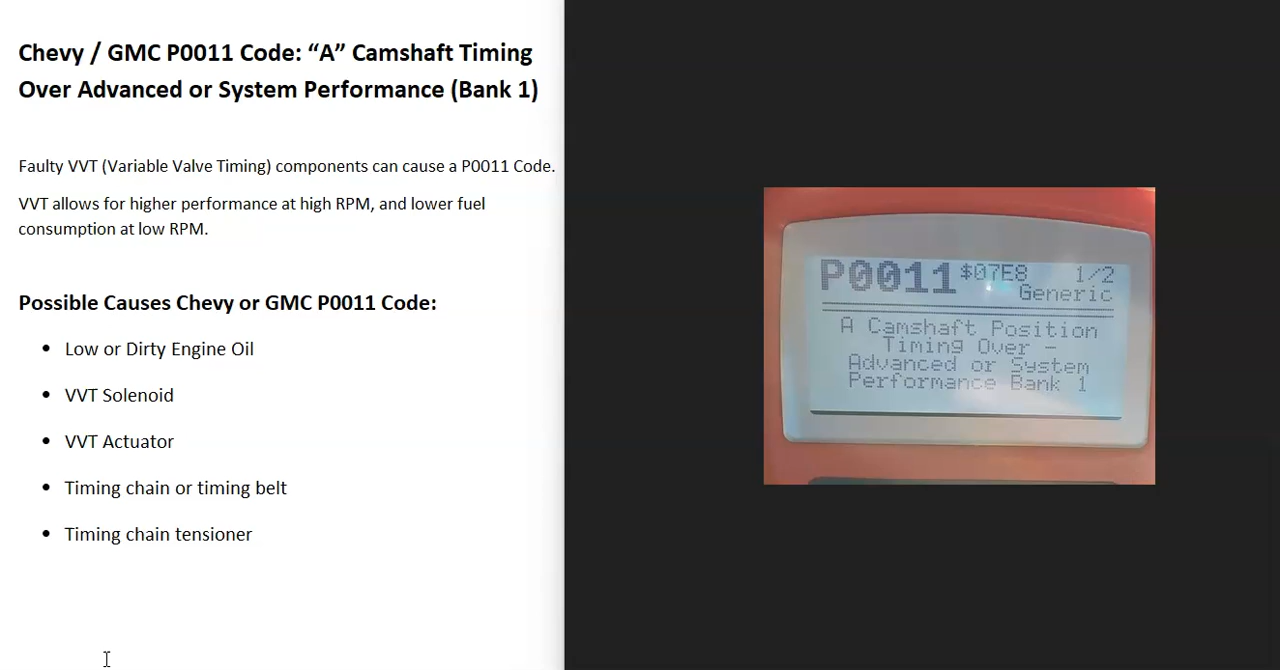 Chevy / GMC P0011 Code: “A” Camshaft Timing
Over Advanced or System Performance (Bank 1)
Faulty VVT (Variable Valve Timing) components can cause a P0011 Code.
VVT allows for higher performance at high RPM, and lower fuel
consumption at low RPM.
Possible Causes Chevy or GMC P0011 Code:
• Low or Dirty Engine Oil
• VVT Solenoid
• VVT Actuator
• Timing chain or timing belt
• Timing chain tensioner
P0011 $07E8 1/2
Generic
A Camshaft Position
Timing Over -
Advanced or System
Performance Bank 1